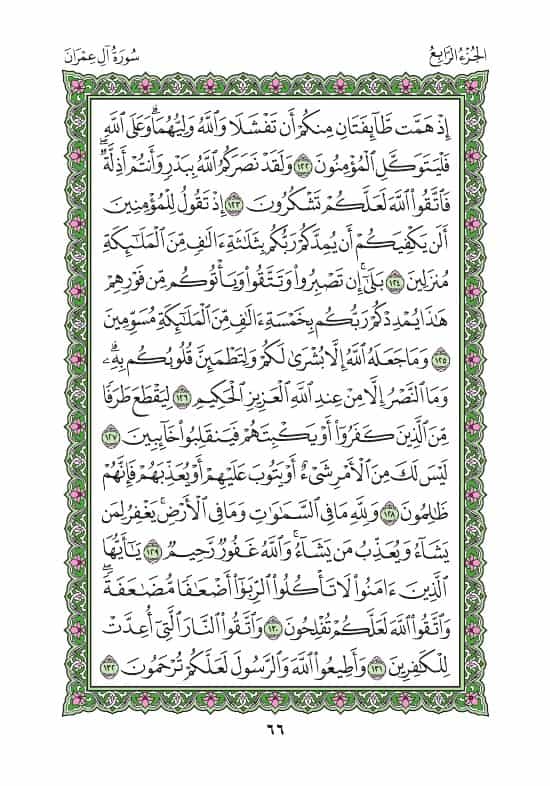 الجزء الرابع
سورة آل عمران
إِذْ هَمَّت طَّآئِفَتَانِ مِنكُمْ أَن تَفْشَلَا وَٱللَّهُ وَلِيُّهُمَا ۗ وَعَلَى ٱللَّهِ
فَلْيَتَوَكَّلِ ٱلْمُؤْمِنُونَ ١٢٢ وَلَقَدْ نَصَرَكُمُ ٱللَّهُ بِبَدْرٍ وَأَنتُمْ أَذِلَّةٌ ۖ
فَٱتَّقُوا۟ ٱللَّهَ لَعَلَّكُمْ تَشْكُرُونَ ١٢٣ إِذْ تَقُولُ لِلْمُؤْمِنِينَ
أَلَن يَكْفِيَكُمْ أَن يُمِدَّكُمْ رَبُّكُم بِثَلَٰثَةِ ءَالَٰفٍ مِّنَ ٱلْمَلَٰٓئِكَةِ
مُنزَلِينَ ١٢٤ بَلَىٰٓ ۚ إِن تَصْبِرُوا۟ وَتَتَّقُوا۟ وَيَأْتُوكُم مِّن فَوْرِهِمْ
هَٰذَا يُمْدِدْكُمْ رَبُّكُم بِخَمْسَةِ ءَالَٰفٍ مِّنَ ٱلْمَلَٰٓئِكَةِ مُسَوِّمِينَ
١٢٥ وَمَا جَعَلَهُ ٱللَّهُ إِلَّا بُشْرَىٰ لَكُمْ وَلِتَطْمَئِنَّ قُلُوبُكُم بِهِۦ ۗ
وَمَا ٱلنَّصْرُ إِلَّا مِنْ عِندِ ٱللَّهِ ٱلْعَزِيزِ ٱلْحَكِيمِ ١٢٦ لِيَقْطَعَ طَرَفًا
مِّنَ ٱلَّذِينَ كَفَرُوٓا۟ أَوْ يَكْبِتَهُمْ فَيَنقَلِبُوا۟ خَآئِبِينَ ١٢٧
لَيْسَ لَكَ مِنَ ٱلْأَمْرِ شَىْءٌ أَوْ يَتُوبَ عَلَيْهِمْ أَوْ يُعَذِّبَهُمْ فَإِنَّهُمْ
ظَٰلِمُونَ ١٢٨ وَلِلَّهِ مَا فِى ٱلسَّمَٰوَٰتِ وَمَا فِى ٱلْأَرْضِ ۚ يَغْفِرُ لِمَن
يَشَآءُ وَيُعَذِّبُ مَن يَشَآءُ ۚ وَٱللَّهُ غَفُورٌ رَّحِيمٌ ١٢٩ يَٰٓأَيُّهَا
ٱلَّذِينَ ءَامَنُوا۟ لَا تَأْكُلُوا۟ ٱلرِّبَوٰٓا۟ أَضْعَٰفًا مُّضَٰعَفَةً ۖ
وَٱتَّقُوا۟ ٱللَّهَ لَعَلَّكُمْ تُفْلِحُونَ ١٣٠ وَٱتَّقُوا۟ ٱلنَّارَ ٱلَّتِىٓ أُعِدَّتْ
لِلْكَٰفِرِينَ ١٣١ وَأَطِيعُوا۟ ٱللَّهَ وَٱلرَّسُولَ لَعَلَّكُمْ تُرْحَمُونَ ١٣٢
٦٦